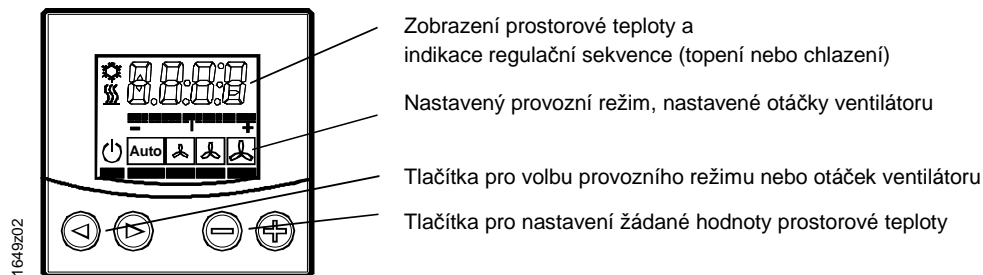 Zobrazení prostorové teploty a
indikace regulační sekvence (topení nebo chlazení)
Nastavený provozní režim, nastavené otáčky ventilátoru
Auto
Tlačítka pro volbu provozního režimu nebo otáček ventilátoru
Tlačítka pro nastavení žádané hodnoty prostorové teploty
1649z02